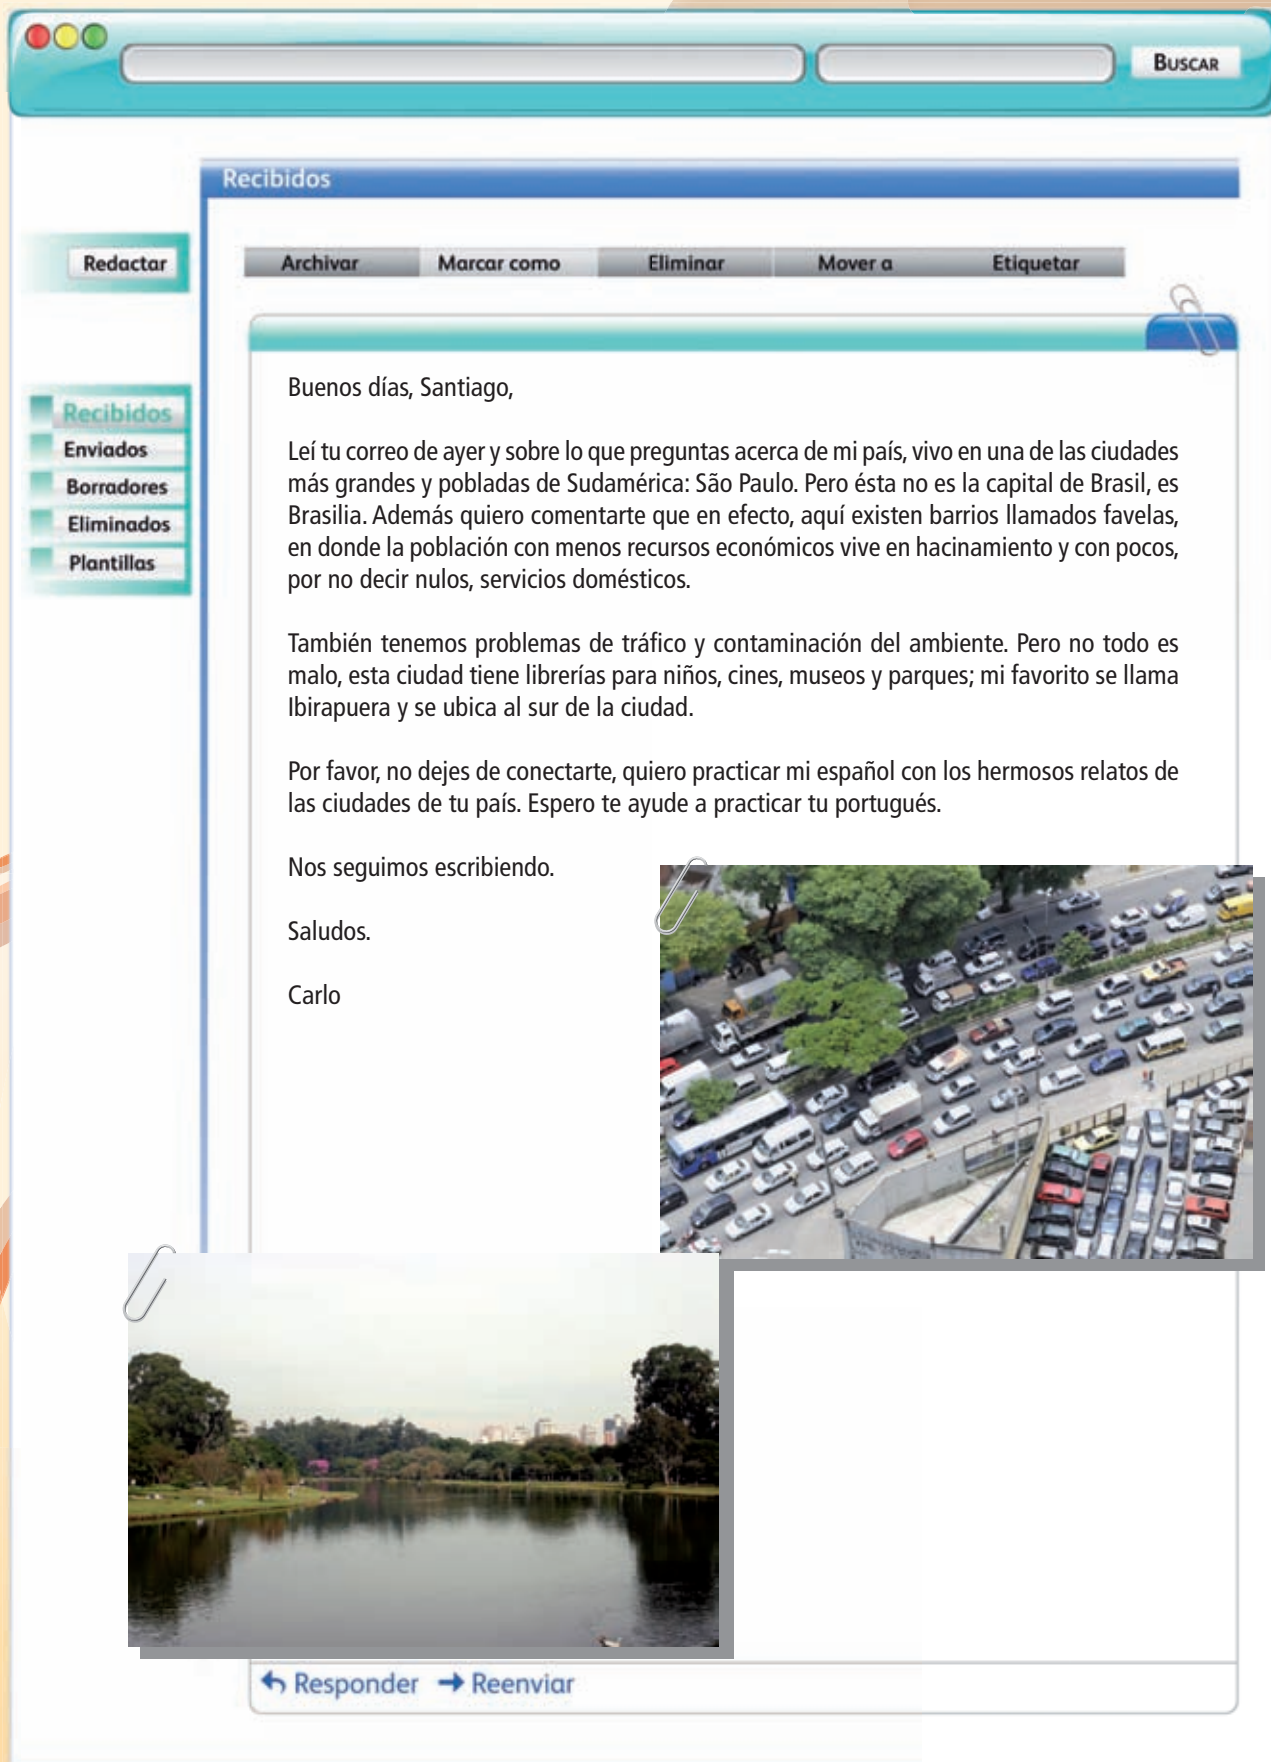 BUSCAR
Recibidos
Redactar
Archivar Marcar como Eliminar Mover a Etiquetar
Recibidos
Enviados
Borradores
Eliminados
Plantillas
Buenos días, Santiago,
Leí tu correo de ayer y sobre lo que preguntas acerca de mi país, vivo en una de las ciudades
más grandes y pobladas de Sudamérica: São Paulo. Pero ésta no es la capital de Brasil, es
Brasilia. Además quiero comentarte que en efecto, aquí existen barrios llamados favelas,
en donde la población con menos recursos económicos vive en hacinamiento y con pocos,
por no decir nulos, servicios domésticos.
También tenemos problemas de tráfico y contaminación del ambiente. Pero no todo es
malo, esta ciudad tiene librerías para niños, cines, museos y parques; mi favorito se llama
Ibirapuera y se ubica al sur de la ciudad.
Por favor, no dejes de conectarte, quiero practicar mi español con los hermosos relatos de
las ciudades de tu país. Espero te ayude a practicar tu portugués.
Nos seguimos escribiendo.
Saludos.
Carlo
Responder Reenviar